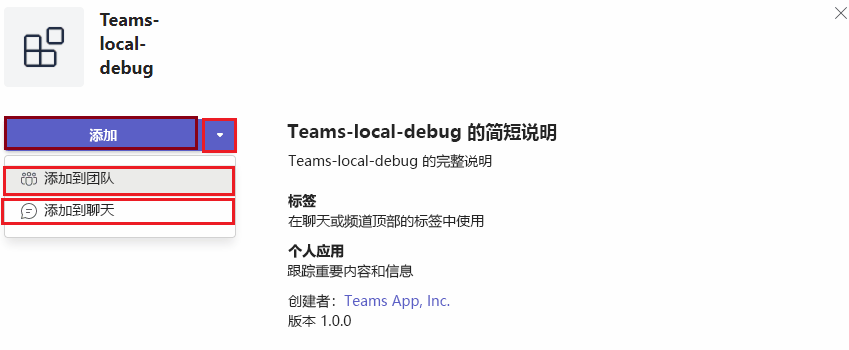 Teams-
local-
debug
添加
添加到团队
添加到聊天
Teams-local-debug 的简短说明
Teams-local-debug 的完整说明
标签
在聊天或频道顶部的标签中使用
个人应用
跟踪重要内容和信息
创建者：Teams App, Inc.
版本 1.0.0